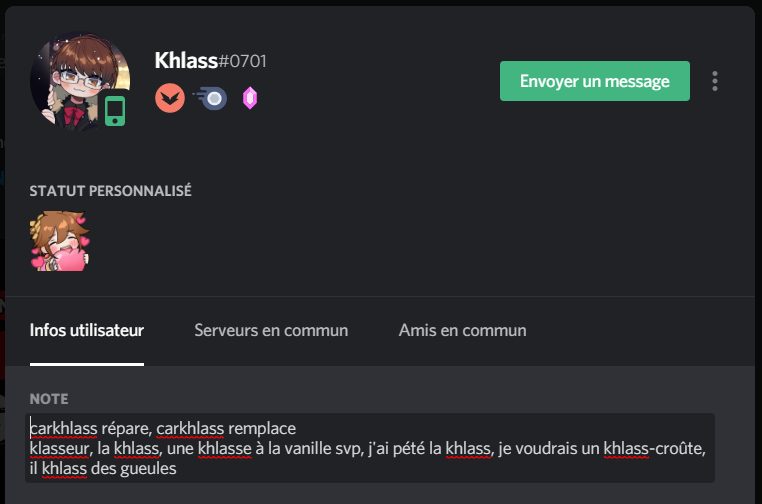 Khlass#0701
Envoyer un message
STATUT PERSONNALISÉ
Infos utilisateur
Serveurs en commun
Amis en commun
NOTE
carkhlass répare, carkhlass remplace
klasseur, la khlass, une khlasse à la vanille svp, j'ai pété la khlass, je voudrais un khlass-croûte,
il khlass des gueules